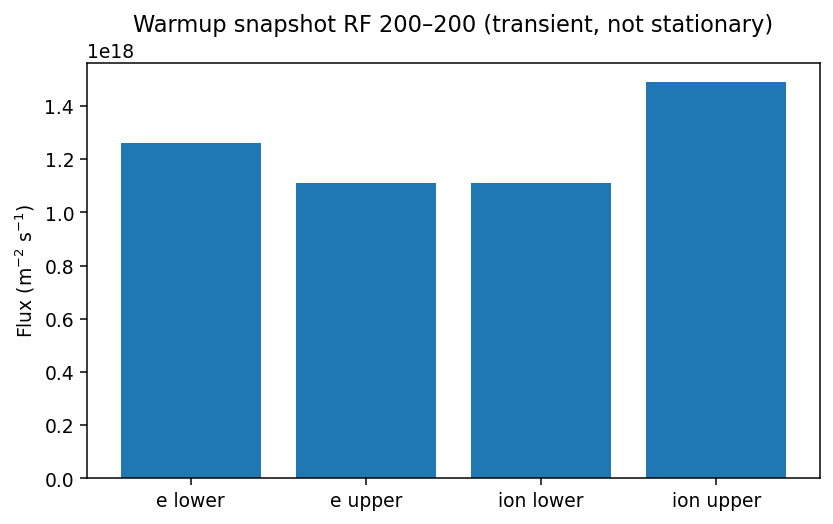 Warmup snapshot RF 200–200 (transient, not stationary)
1e18
Flux (m⁻² s⁻¹)
1.4
1.2
1.0
0.8
0.6
0.4
0.2
0.0
e lower e upper ion lower ion upper